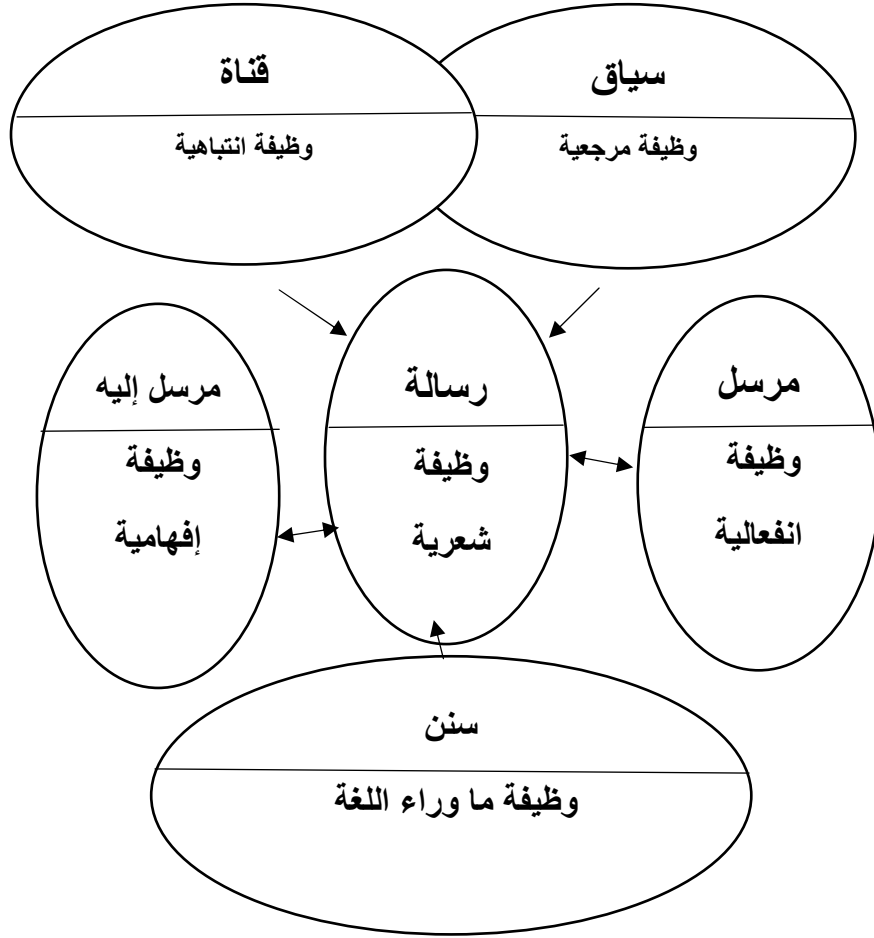 سياق
وظيفة مرجعية
قناة
وظيفة انتباهية
مرسل
وظيفة
انفعالية
رسالة
وظيفة
شعرية
مرسل إليه
وظيفة
إفهامية
سنن
وظيفة ما وراء اللغة